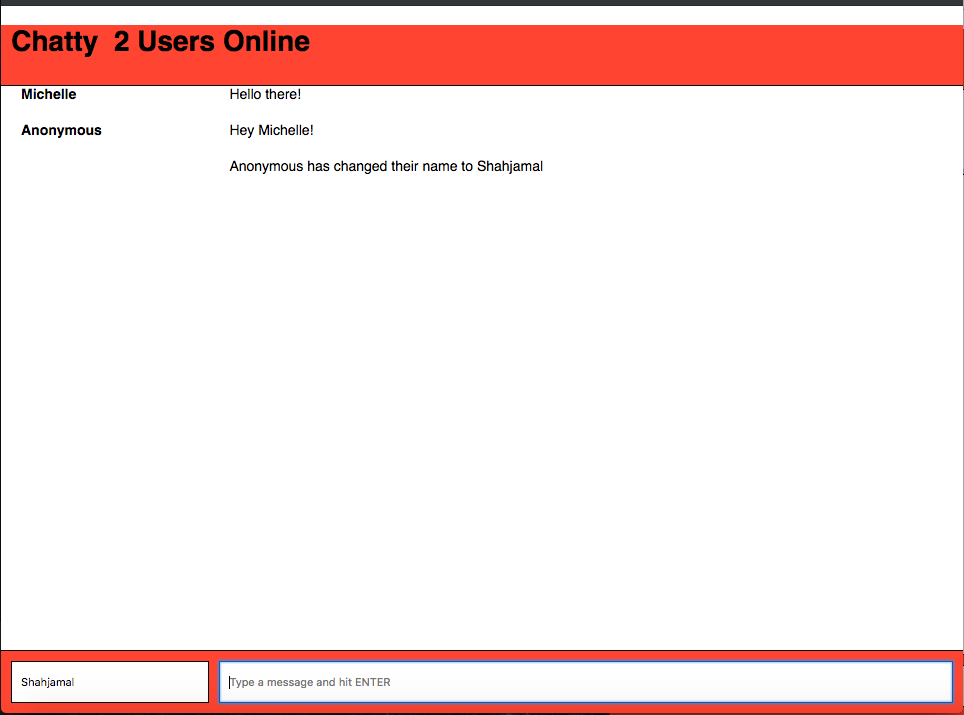 Chatty 2 Users Online
Michelle Hello there!
Anonymous Hey Michelle!
Anonymous has changed their name to Shahjamal
Shahjamal Type a message and hit ENTER